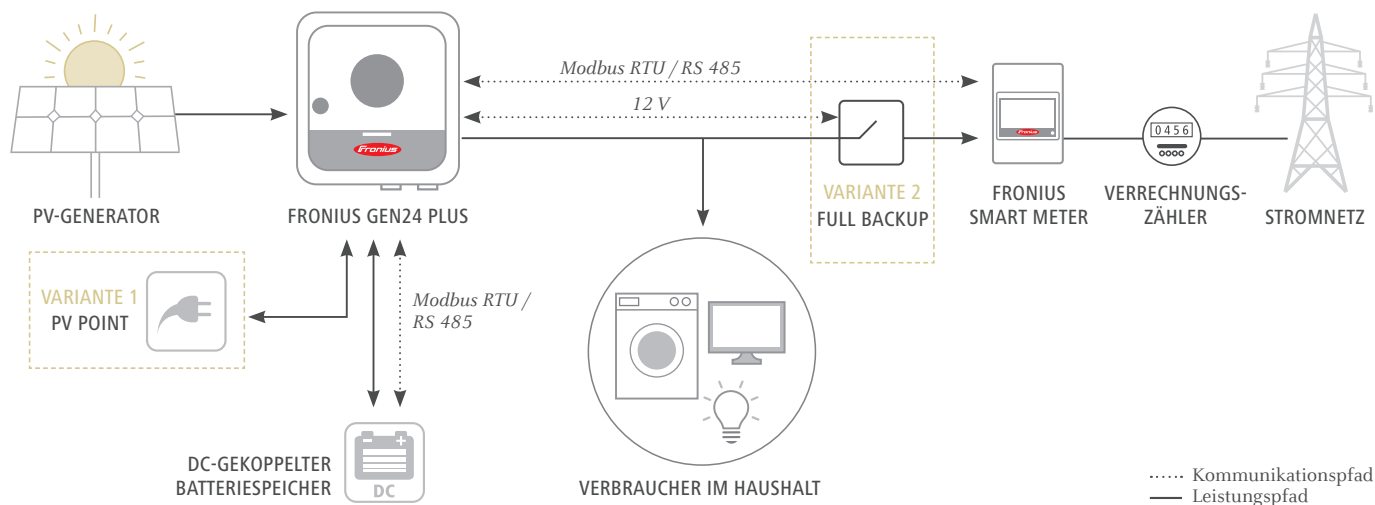 Modbus RTU / RS 485
12 V
Fronius
Fronius
0456
PV-GENERATOR
FRONIUS GEN24 PLUS
VARIANTE 2
FULL BACKUP
FRONIUS
SMART METER
VERRECHNUNGS-
ZÄHLER
STROMNETZ
VARIANTE 1
PV POINT
Modbus RTU /
RS 485
DC-GEKOPPELTER
BATTERIESPEICHER
DC
VERBRAUCHER IM HAUSHALT
Kommunikationspfad
Leistungspfad